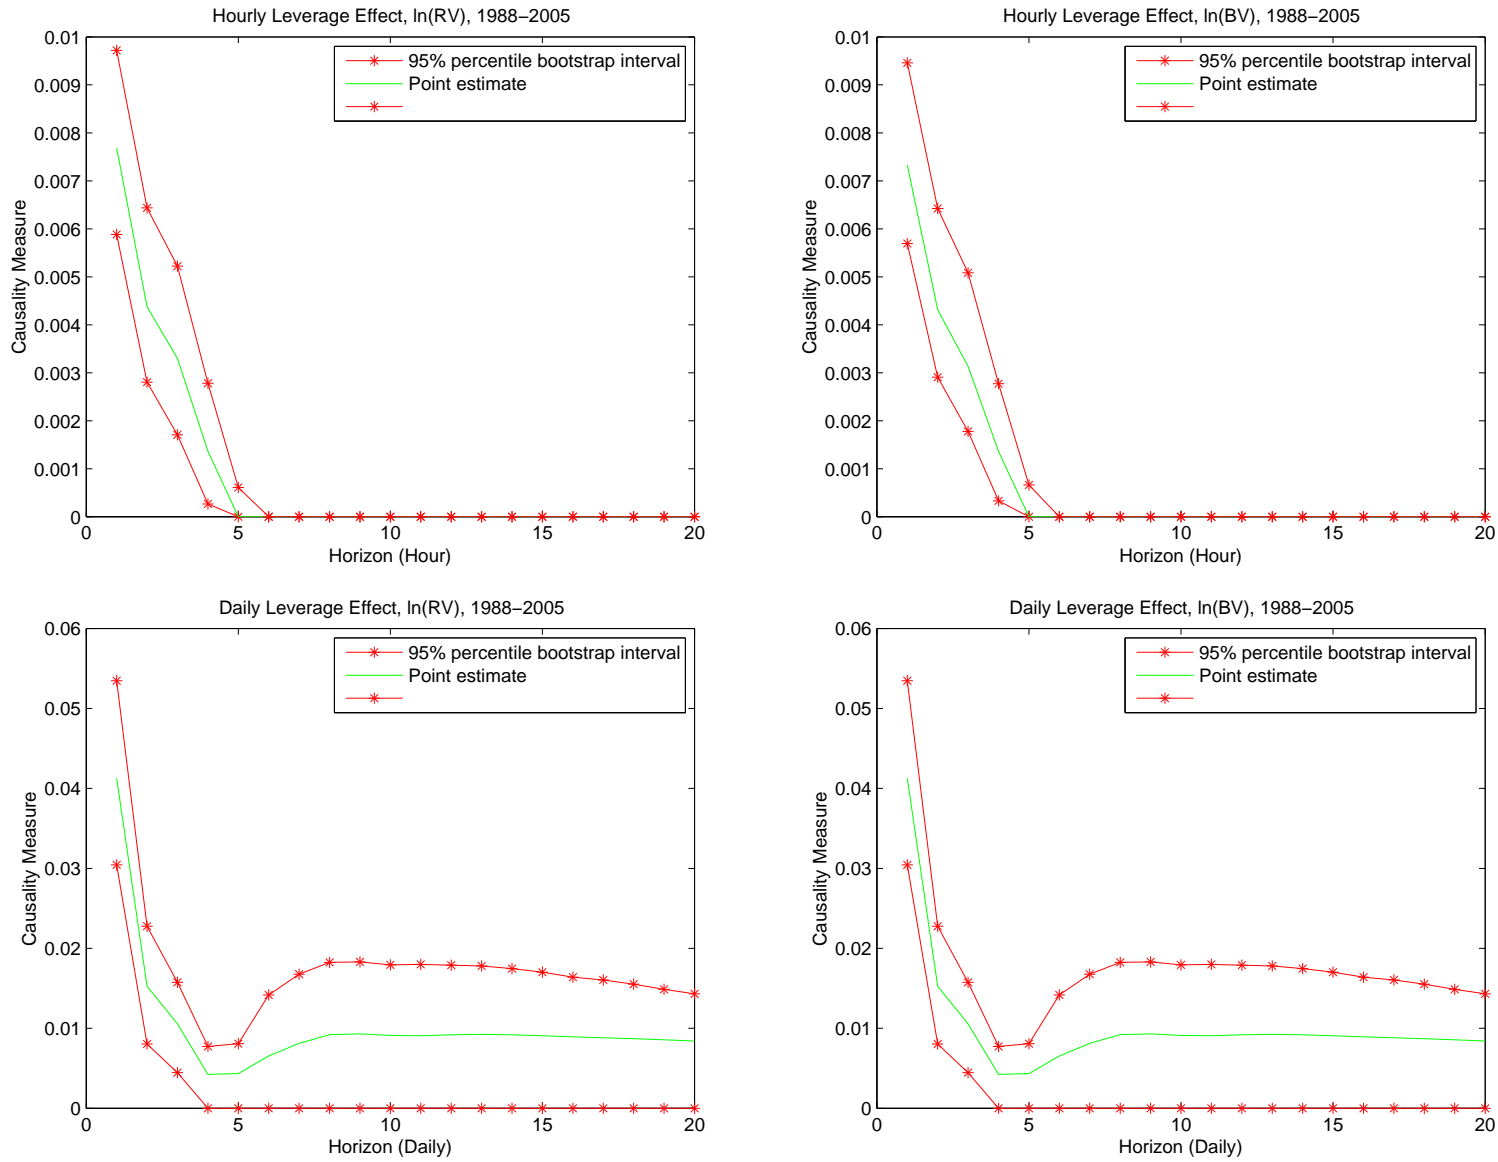 Hourly Leverage Effect, ln(RV), 1988−2005
0.01
0.009
0.008
0.007
0.006
0.005
0.004
0.003
0.002
0.001
0
Causality Measure
95% percentile bootstrap interval
Point estimate
0 5 10 15 20
Horizon (Hour)
Hourly Leverage Effect, ln(BV), 1988−2005
0.01
0.009
0.008
0.007
0.006
0.005
0.004
0.003
0.002
0.001
0
Causality Measure
95% percentile bootstrap interval
Point estimate
0 5 10 15 20
Horizon (Hour)
Daily Leverage Effect, ln(RV), 1988−2005
0.06
0.05
0.04
0.03
0.02
0.01
0
Causality Measure
95% percentile bootstrap interval
Point estimate
0 5 10 15 20
Horizon (Daily)
Daily Leverage Effect, ln(BV), 1988−2005
0.06
0.05
0.04
0.03
0.02
0.01
0
Causality Measure
95% percentile bootstrap interval
Point estimate
0 5 10 15 20
Horizon (Daily)